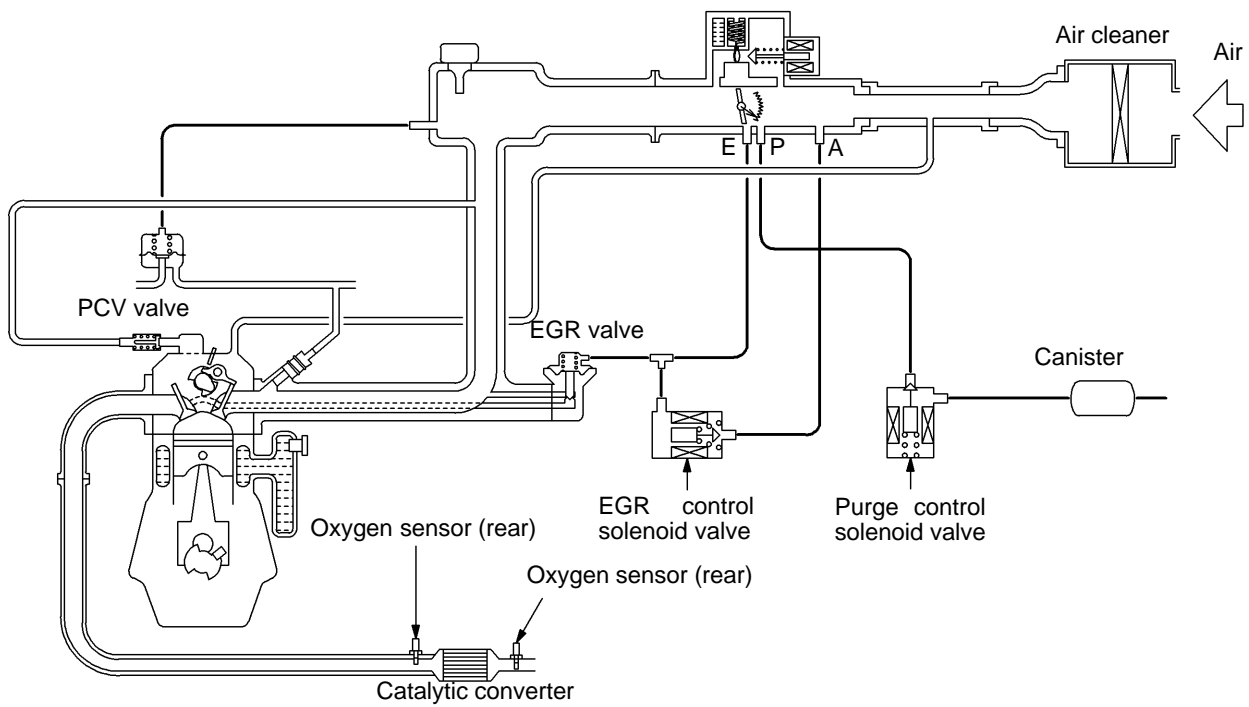 Air cleaner
Air
E
P
A
PCV valve
EGR valve
Canister
EGR control
solenoid valve
Purge control
solenoid valve
Oxygen sensor (rear)
Oxygen sensor (rear)
Catalytic converter